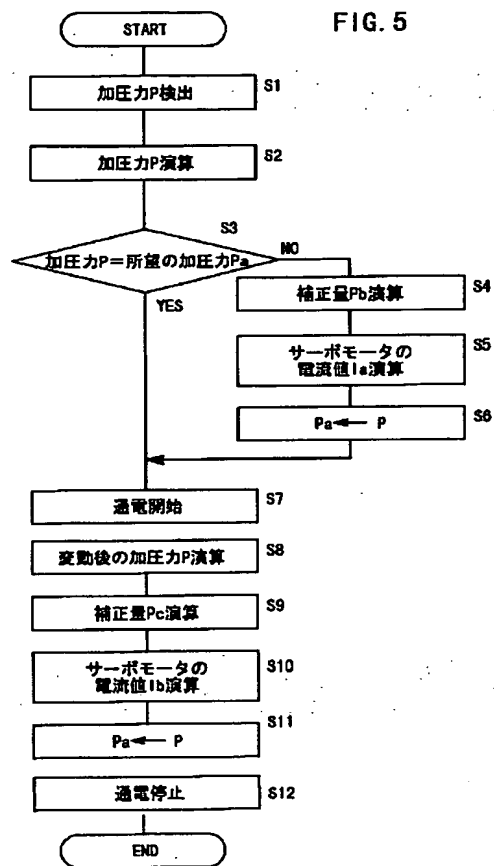 FIG. 5
START
加圧力P検出
S1
加圧力P演算
S2
S3
加圧力P=所望の加圧力Pa
NO
YES
補正量Pb演算
S4
サーボモータの
電流値Ia演算
S5
Pa ← P
S6
通電開始
S7
変動後の加圧力P演算
S8
補正量Pc演算
S9
サーボモータの
電流値Ib演算
S10
S11
Pa ← P
通電停止
S12
END